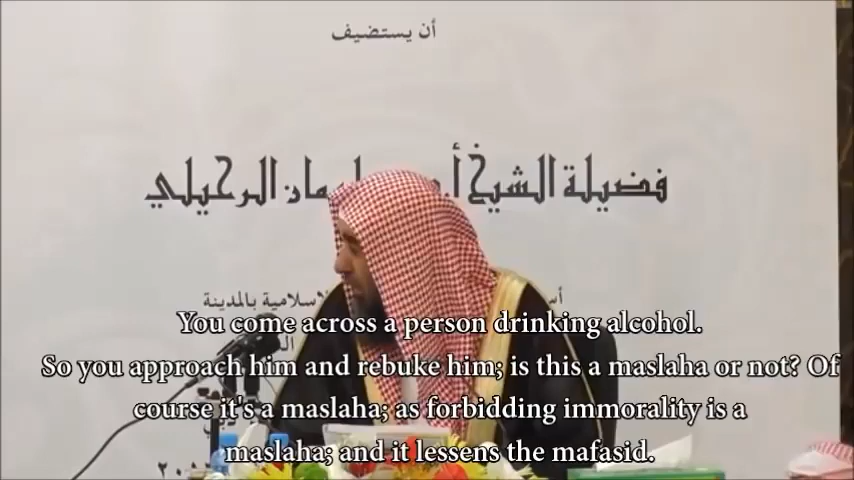 أن يستضيف
فضيلة الشيخ أ.د مان الرحيلي
لاسلامية بالمدينة
You come across a person drinking alcohol.
So you approach him and rebuke him; is this a maslaha or not? Of
course it's a maslaha; as forbidding immorality is a
maslaha; and it lessens the mafasid.